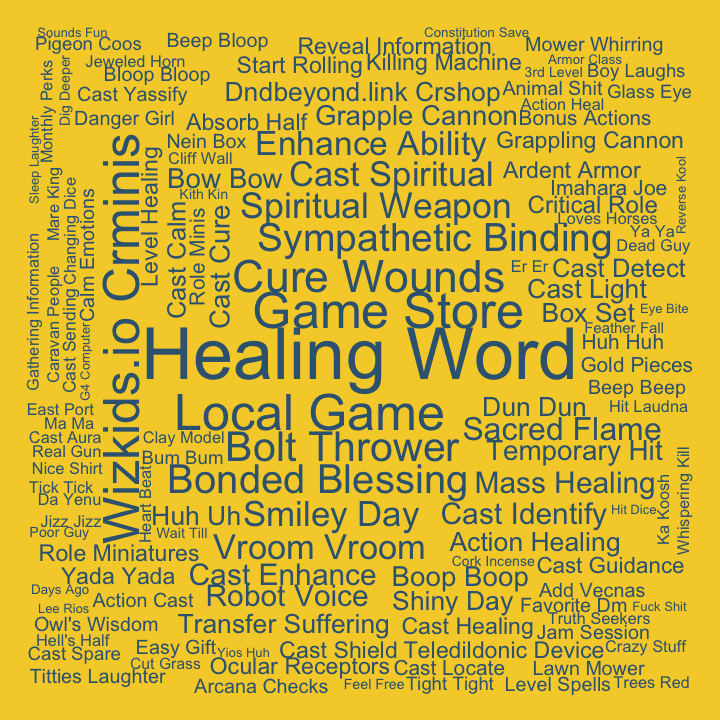 Sounds Fun
Constitution Save
Pigeon Coos
Beep Bloop
Reveal Information
Mower Whirring
Jeweled Horn
Start Rolling
Killing Machine
Armor Class
Bloop Bloop
3rd Level
Boy Laughs
Dig Deeper
Monthly Perks
Cast Yassify
Dndbeyond.link Crshop
Animal Shit
Glass Eye
Action Heal
Danger Girl
Absorb Half
Grapple Cannon
Bonus Actions
Sleep Laughter
Nein Box
Enhance Ability
Grappling Cannon
Cliff Wall
Bow Bow
Cast Spiritual
Ardent Armor
Reverse Kool
Mare King
Level Healing
Kith Kin
Imahara Joe
Wizkids.io Crminis
Spiritual Weapon
Critical Role
Loves Horses
Cast Calm
Role Minis
Cast Cure
Sympathetic Binding
Ya Ya
Dead Guy
Calm Emotions
Cast Sending
Changing Dice
Gathering Information
Caravan People
Cure Wounds
Er Er
Cast Detect
Cast Light
Game Store
Box Set
Eye Bite
Feather Fall
G4 Computer
Healing Word
Huh Huh
Gold Pieces
Beep Beep
East Port
Local Game
Dun Dun
Hit Laudna
Ma Ma
Sacred Flame
Cast Aura
Clay Model
Bolt Thrower
Temporary Hit
Real Gun
Bum Bum
Nice Shirt
Heart Beat
Bonded Blessing
Mass Healing
Whispering Kill
Tick Tick
Da Yenu
Ka Koosh
Jizz Jizz
Huh Uh
Smiley Day
Cast Identify
Hit Dice
Poor Guy
Wait Till
Role Miniatures
Vroom Vroom
Action Healing
Cork Incense
Cast Guidance
Yada Yada
Cast Enhance
Boop Boop
Days Ago
Add Vecnas
Action Cast
Robot Voice
Shiny Day
Favorite Dm
Fuck Shit
Lee Rios
Truth Seekers
Owl's Wisdom
Transfer Suffering
Cast Healing
Jam Session
Hell's Half
Easy Gift
Yios Huh
Cast Shield
Teledildonic Device
Crazy Stuff
Cast Spare
Cut Grass
Ocular Receptors
Cast Locate
Lawn Mower
Titties Laughter
Arcana Checks
Feel Free
Tight Tight
Level Spells
Trees Red